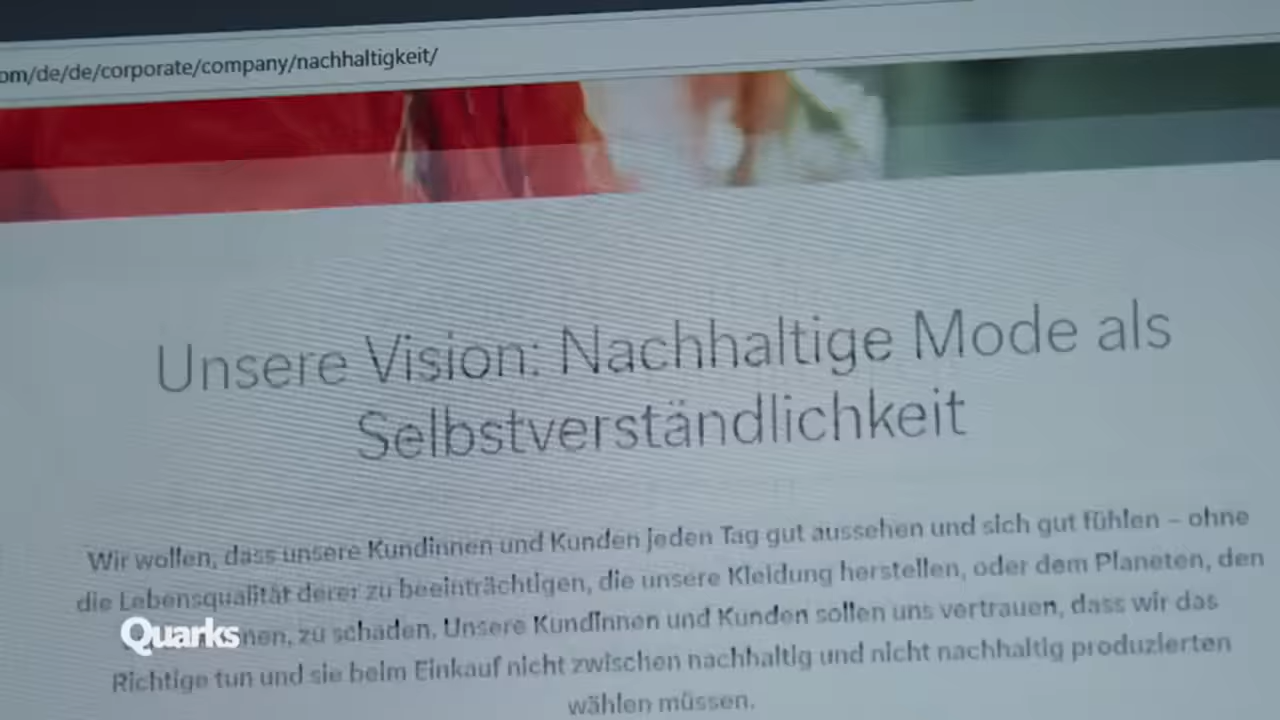 om/de/de/corporate/company/nachhaltigkeit/
Unsere Vision: Nachhaltige Mode als
Selbstverständlichkeit
Wir wollen, dass unsere Kundinnen und Kunden jeden Tag gut aussehen und sich gut fühlen – ohne
die Lebensqualität derer zu beeinträchtigen, die unsere Kleidung herstellen, oder dem Planeten, den
Quarks nen, zu schaden. Unsere Kundinnen und Kunden sollen uns vertrauen, dass wir das
Richtige tun und sie beim Einkauf nicht zwischen nachhaltig und nicht nachhaltig produzierten
wählen müssen.